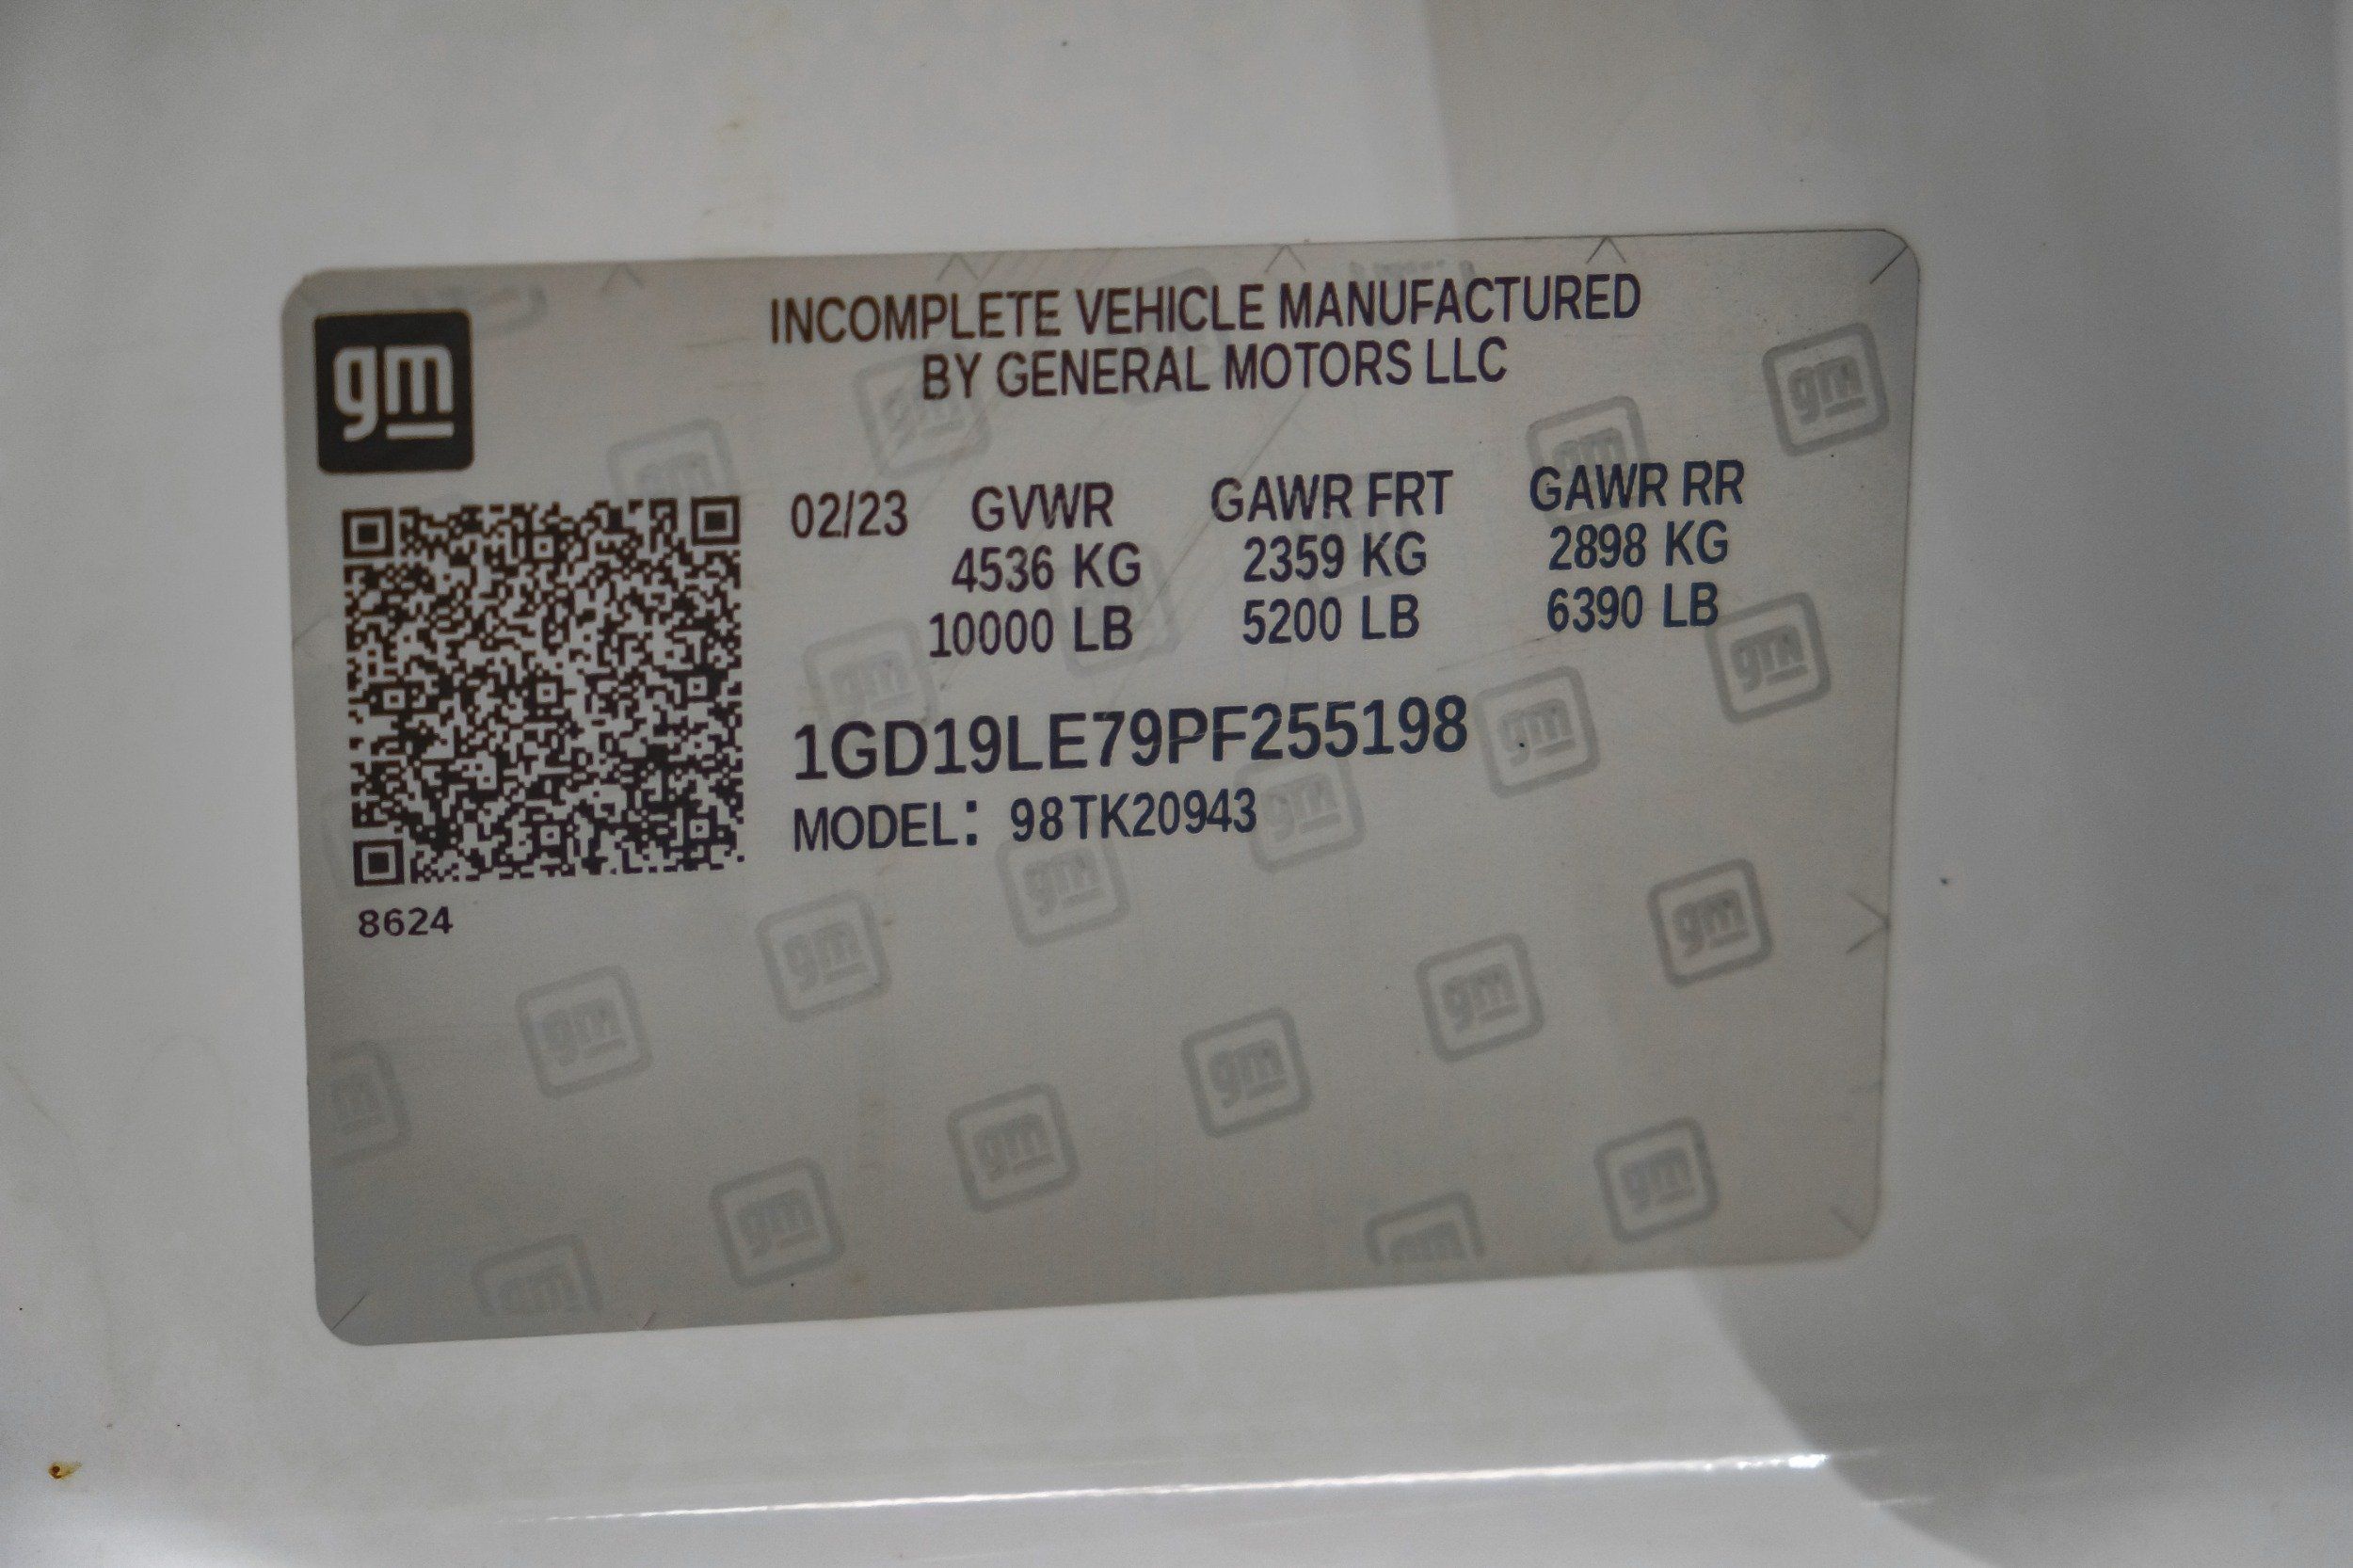 gm
INCOMPLETE VEHICLE MANUFACTURED
BY GENERAL MOTORS LLC
02/23 GVWR GAWR FRT GAWR RR
4536 KG 2359 KG 2898 KG
10000 LB 5200 LB 6390 LB
1GD19LE79PF255198
MODEL: 98TK20943
8624